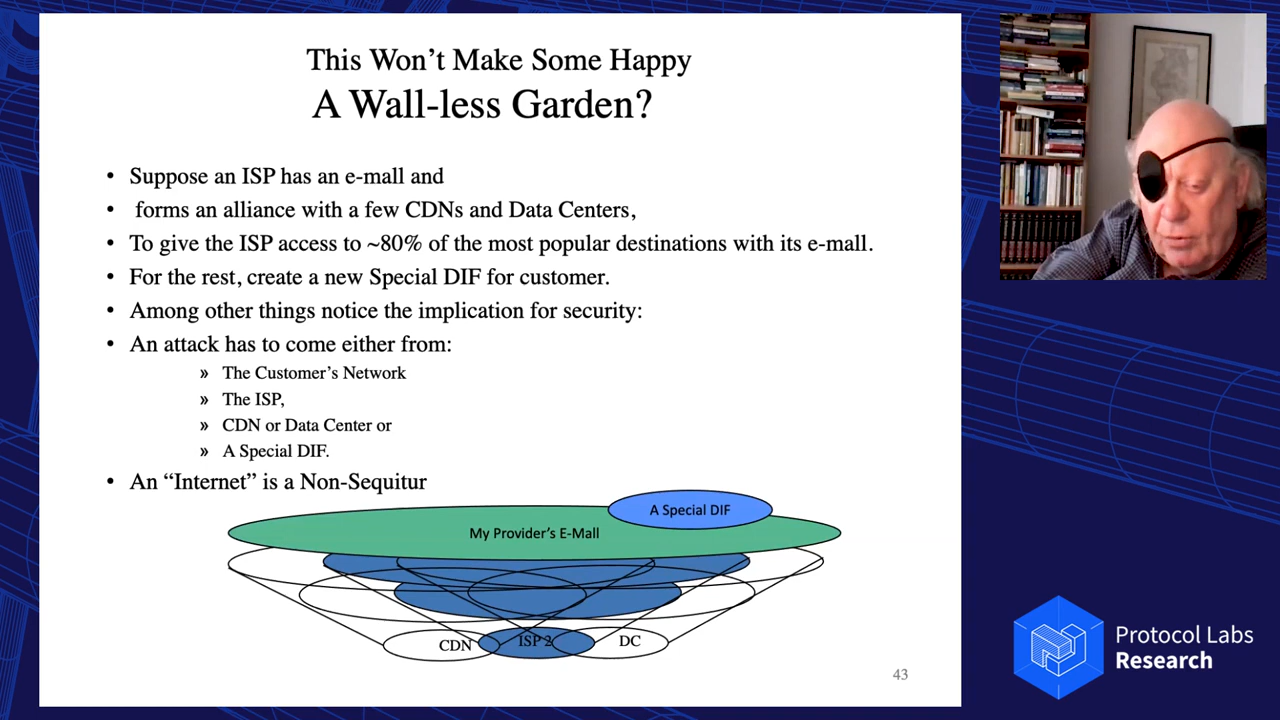 This Won't Make Some Happy
A Wall-less Garden?
• Suppose an ISP has an e-mall and
• forms an alliance with a few CDNs and Data Centers,
• To give the ISP access to ~80% of the most popular destinations with its e-mall.
• For the rest, create a new Special DIF for customer.
• Among other things notice the implication for security:
• An attack has to come either from:
» The Customer's Network
» The ISP,
» CDN or Data Center or
» A Special DIF.
• An “Internet” is a Non-Sequitur
A Special DIF
My Provider's E-Mall
CDN
ISP 2
DC
43
Protocol Labs
Research